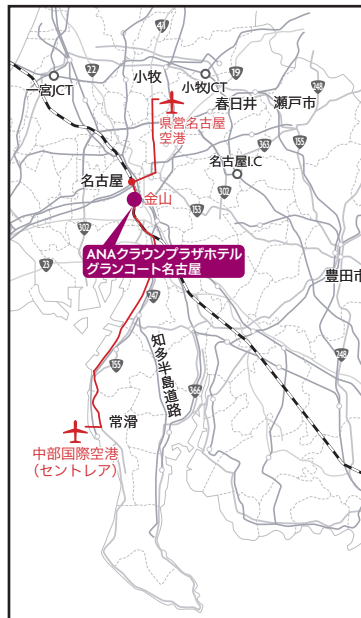 41
22
小牧
19
一宮JCT
小牧JCT
248
春日井
瀬戸市
県営名古屋
空港
363
155
名古屋I.C
名古屋
302
金山
153
302
ANAクラウンプラザホテル
グランコート名古屋
23
豊田市
247
知多半島道路
155
248
366
常滑
中部国際空港
(セントレア)